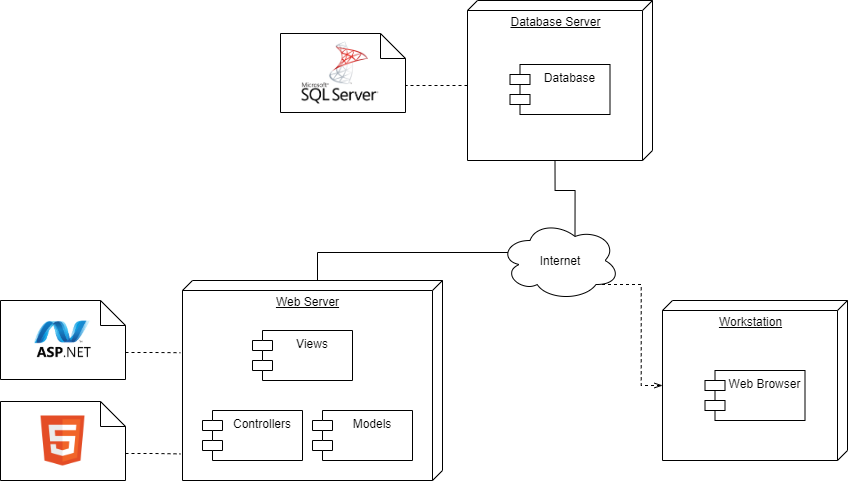 Database Server
Microsoft
SQL Server
Database
Internet
Web Server
Workstation
ASP.NET
Views
Web Browser
Controllers
Models
5